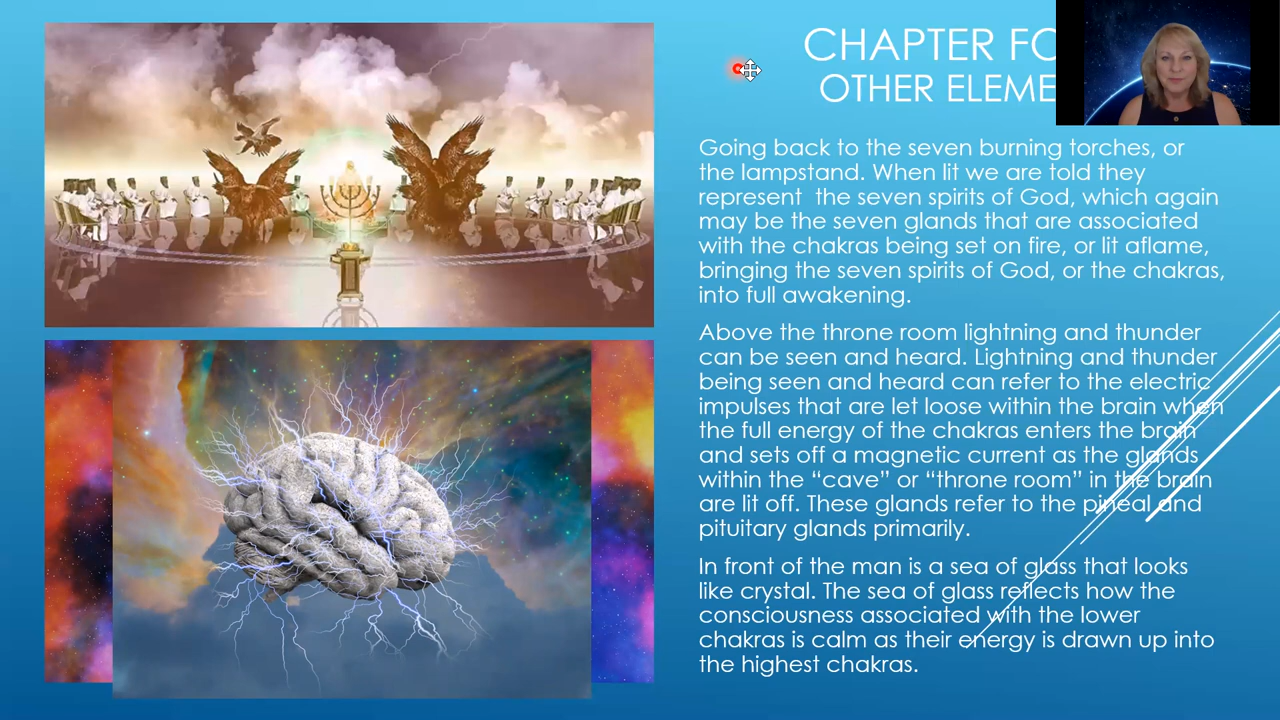 CHAPTER FO
OTHER ELEME
Going back to the seven burning torches, or
the lampstand. When lit we are told they
represent the seven spirits of God, which again
may be the seven glands that are associated
with the chakras being set on fire, or lit aflame,
bringing the seven spirits of God, or the chakras,
into full awakening.
Above the throne room lightning and thunder
can be seen and heard. Lightning and thunder
being seen and heard can refer to the electric
impulses that are let loose within the brain when
the full energy of the chakras enters the brain
and sets off a magnetic current as the glands
within the “cave” or “throne room” in the brain
are lit off. These glands refer to the pineal and
pituitary glands primarily.
In front of the man is a sea of glass that looks
like crystal. The sea of glass reflects how the
consciousness associated with the lower
chakras is calm as their energy is drawn up into
the highest chakras.